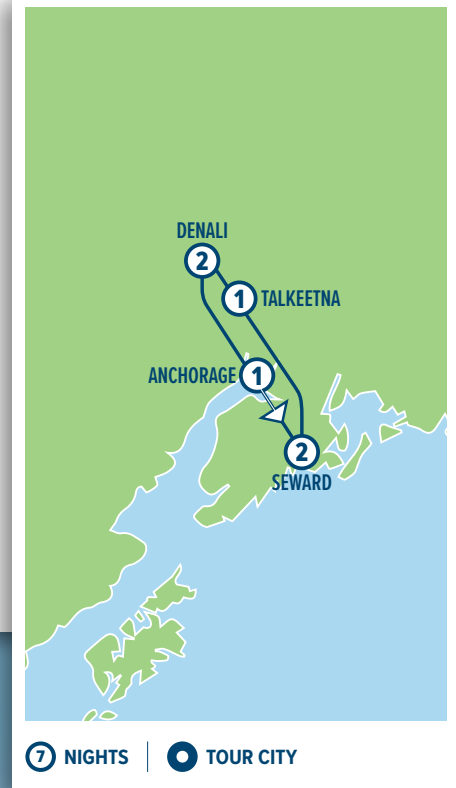 DENALI
2
1 TALKEETNA
ANCHORAGE 1
2
SEWARD
7 NIGHTS TOUR CITY